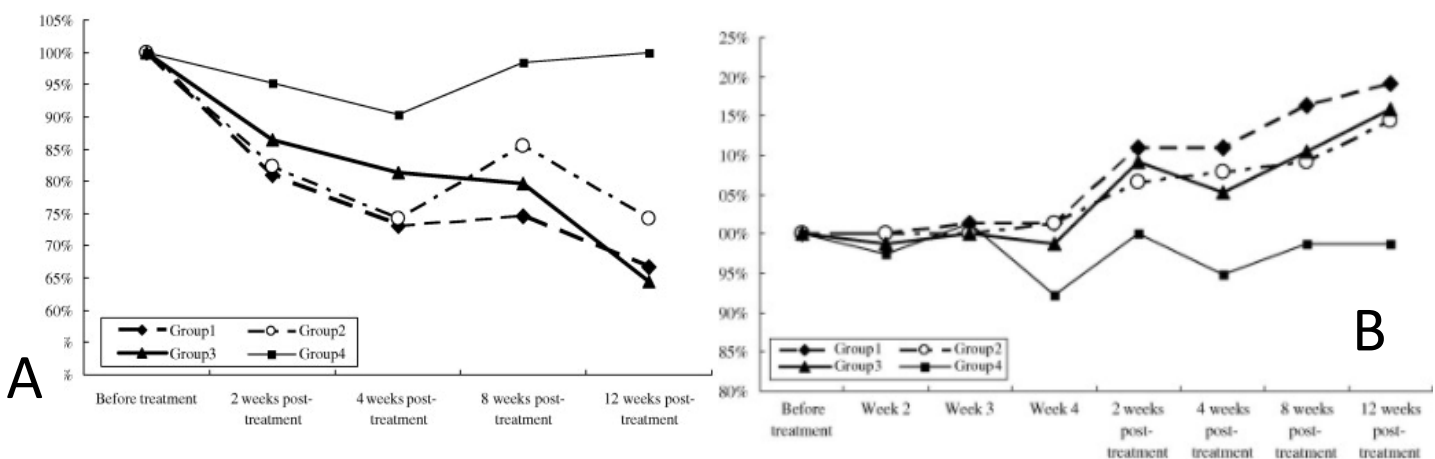 105%
100%
95%
90%
85%
80%
75%
70%
65%
60%
%
%
Group1
Group2
Group3
Group4
A
Before treatment
2 weeks post-
treatment
4 weeks post-
treatment
8 weeks post-
treatment
12 weeks post-
treatment
25%
20%
15%
10%
05%
00%
95%
90%
85%
80%
Group1
Group2
Group3
Group4
B
Before
treatment
Week 2
Week 3
Week 4
2 weeks
post-
treatment
4 weeks
post-
treatment
8 weeks
post-
treatment
12 weeks
post-
treatment